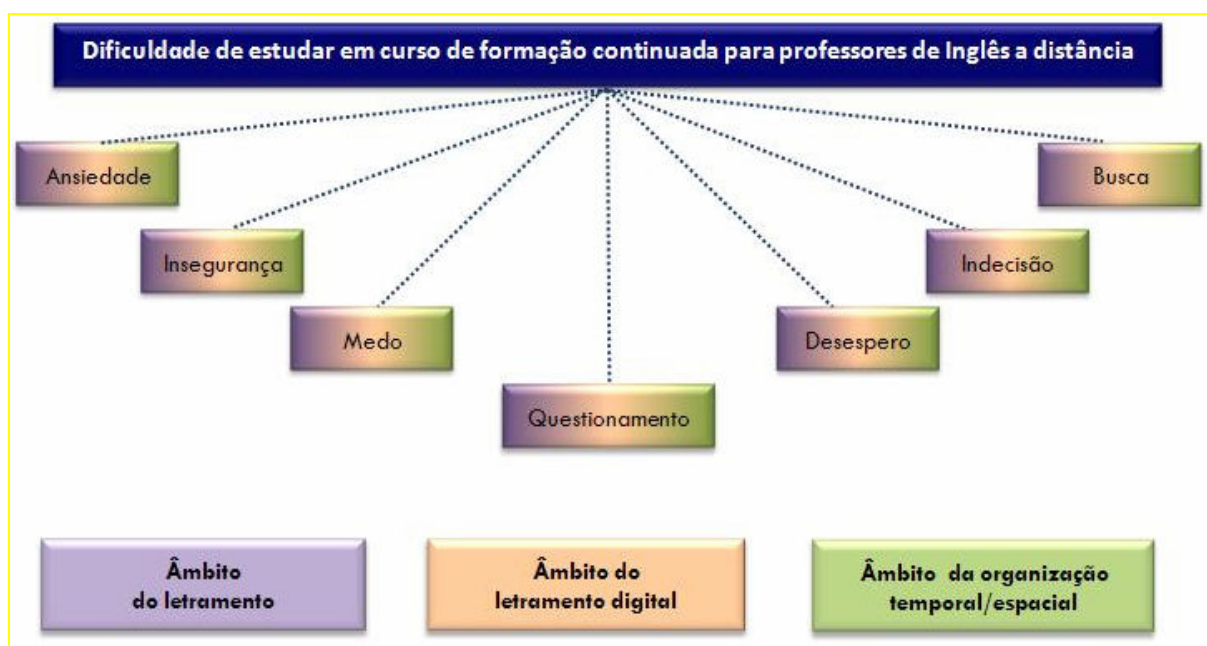 Dificuldade de estudar em curso de formação continuada para professores de Inglês a distância
Ansiedade
Busca
Insegurança
Indecisão
Medo
Desespero
Questionamento
Âmbito
do letramento
Âmbito do
letramento digital
Âmbito da organização
temporal/espacial